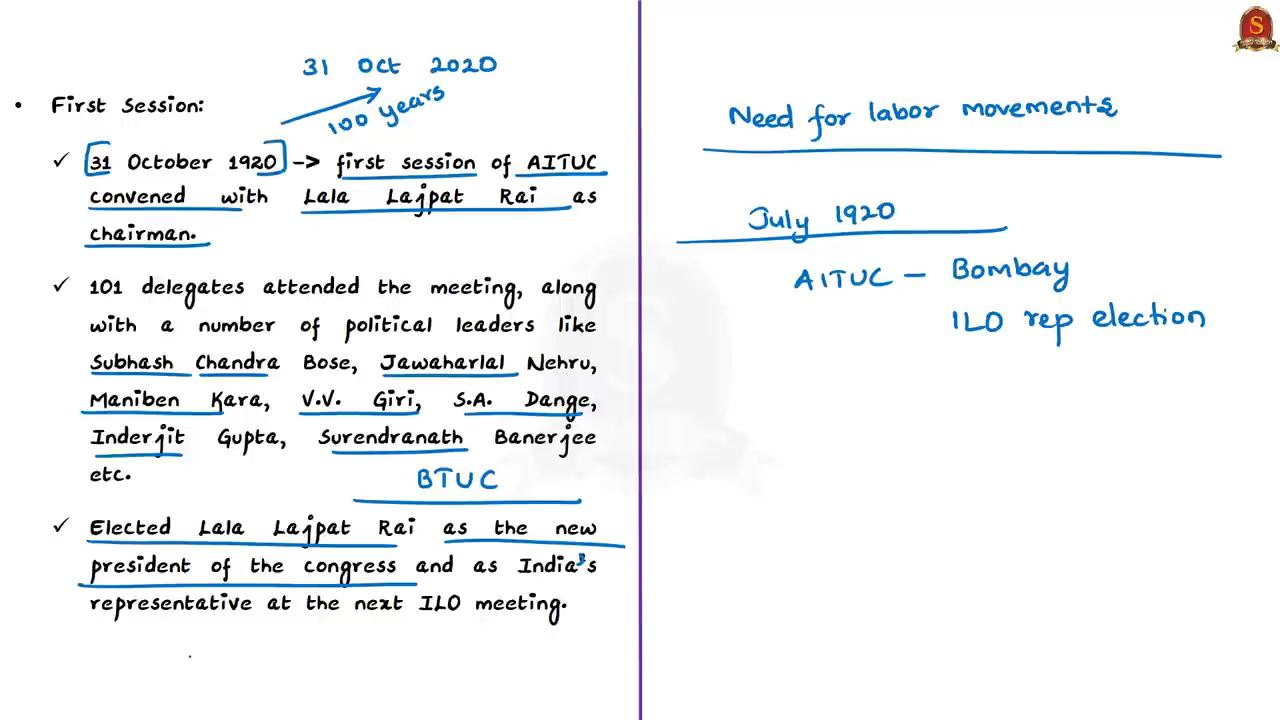 31 Oct 2020
100 years
• First Session:
✓ 31 October 1920 -> first session of AITUC
convened with Lala Lajpat Rai as
chairman.
✓ 101 delegates attended the meeting, along
with a number of political leaders like
Subhash Chandra Bose, Jawaharlal Nehru,
Maniben Kara, V.V. Giri, S.A. Dange,
Inderjit Gupta, Surendranath Banerjee
etc.
BTUC
✓ Elected Lala Lajpat Rai as the new
president of the congress and as India's
representative at the next ILO meeting.
Need for labor movements
July 1920
AITUC - Bombay
ILO rep election
S